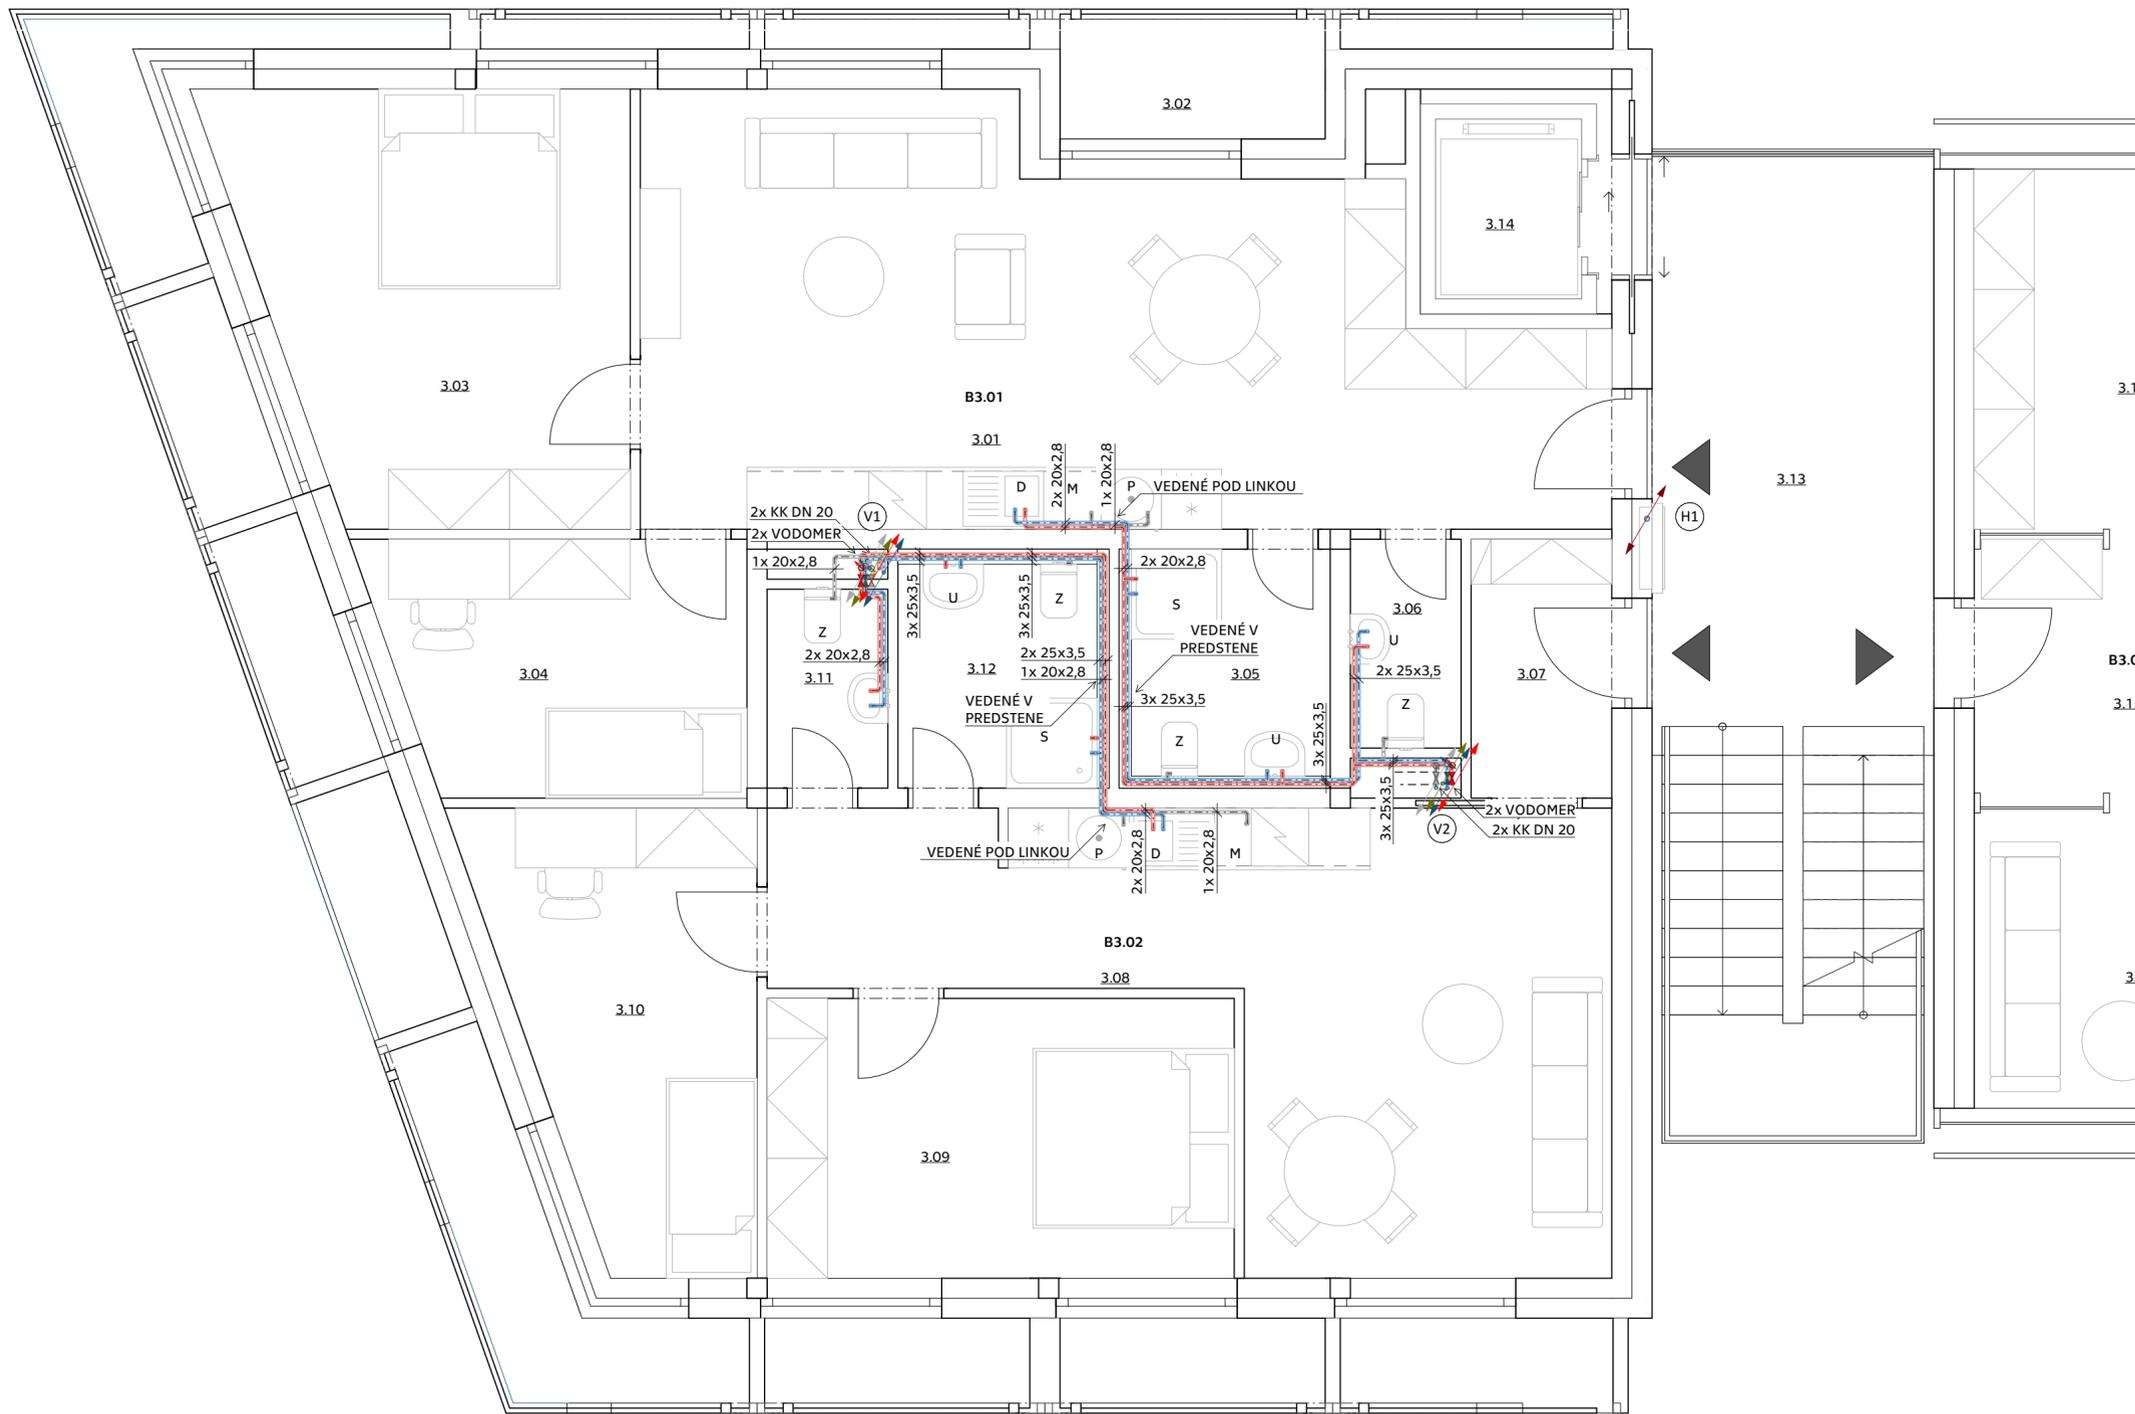 3.02
3.14
3.03
B3.01
3.01
3.13
2x 20x2,8
1x 20x2,8
D
M
P
VEDENÉ POD LINKOU
2x KK DN 20
V1
2x VODOMER
1x 20x2,8
H1
2x 20x2,8
3x 25x3,5
3x 25x3,5
U
Z
S
3.06
Z
VEDENÉ V
PREDSTENE
U
2x 20x2,8
2x 25x3,5
3.12
1x 20x2,8
3.05
2x 25x3,5
3.07
3.04
3.11
VEDENÉ V
PREDSTENE
3x 25x3,5
Z
S
Z
U
3x 25x3,5
3x 25x3,5
2x VODOMER
2x KK DN 20
V2
VEDENÉ POD LINKOU
P
D
M
2x 20x2,8
1x 20x2,8
B3.02
3.08
3.10
3.09